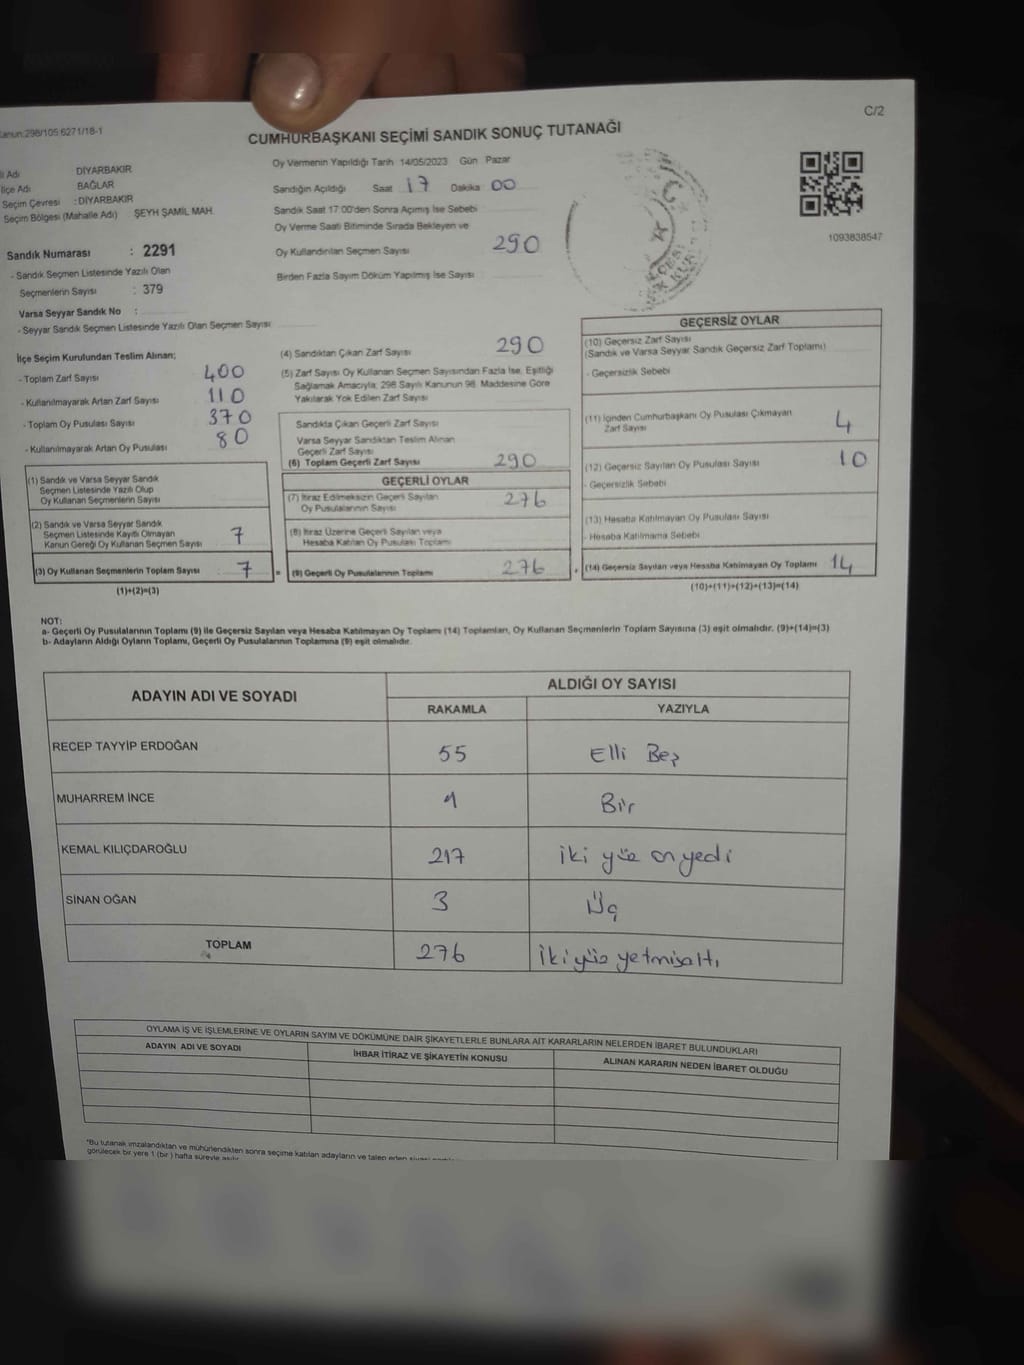 anun:298/105:6271/18-1
C/2
CUMHURBAŞKANI SEÇİMİ SANDIK SONUÇ TUTANAĞI
l Adı DİYARBAKIR
İlçe Adı BAĞLAR
Seçim Çevresi : DİYARBAKIR
Seçim Bölgesi (Mahalle Adı) ŞEYH ŞAMİL MAH.
Sandık Numarası : 2291
- Sandık Seçmen Listesinde Yazılı Olan
Seçmenlerin Sayısı : 379
Varsa Seyyar Sandık No :
- Seyyar Sandık Seçmen Listesinde Yazılı Olan Seçmen Sayısı
Oy Vermenin Yapıldığı Tarih 14/05/2023 Gün Pazar
Sandığın Açıldığı Saat 17 Dakika 00
Sandık Saat 17:00'den Sonra Açımış İse Sebebi
Oy Verme Saati Bitiminde Sırada Bekleyen ve
Oy Kullandırılan Seçmen Sayısı 290
Birden Fazla Sayım Döküm Yapılmış İse Sayısı
1093838547
İlçe Seçim Kurulundan Teslim Alınan;
- Toplam Zarf Sayısı 400
- Kullanılmayarak Artan Zarf Sayısı 110
- Toplam Oy Pusulası Sayısı 370
- Kullanılmayarak Artan Oy Pusulası 80
(1) Sandık ve Varsa Seyyar Sandık
Seçmen Listesinde Yazılı Olup
Oy Kullanan Seçmenlerin Sayısı
(2) Sandık ve Varsa Seyyar Sandık
Seçmen Listesinde Kayıtlı Olmayan
Kanun Gereği Oy Kullanan Seçmen Sayısı 7
(3) Oy Kullanan Seçmenlerin Toplam Sayısı 7 =
(1)+(2)=(3)
(4) Sandıktan Çıkan Zarf Sayısı 290
(5) Zarf Sayısı Oy Kullanan Seçmen Sayısından Fazla İse, Eşitliği
Sağlamak Amacıyla; 298 Sayılı Kanunun 98. Maddesine Göre
Yakılarak Yok Edilen Zarf Sayısı
Sandıkta Çıkan Geçerli Zarf Sayısı
Varsa Seyyar Sandıktan Teslim Alınan
Geçerli Zarf Sayısı
(6) Toplam Geçerli Zarf Sayısı 290
GEÇERLİ OYLAR
(7) İtiraz Edilmeksizin Geçerli Sayılan
Oy Pusulalarının Sayısı 276
(8) İtiraz Üzerine Geçerli Sayılan veya
Hesaba Katılan Oy Pusulası Toplamı
(9) Geçerli Oy Pusulalarının Toplamı 276 +
GEÇERSİZ OYLAR
(10) Geçersiz Zarf Sayısı
(Sandık ve Varsa Seyyar Sandık Geçersiz Zarf Toplamı)
- Geçersizlik Sebebi
(11) İçinden Cumhurbaşkanı Oy Pusulası Çıkmayan
Zarf Sayısı 4
(12) Geçersiz Sayılan Oy Pusulası Sayısı 10
- Geçersizlik Sebebi
(13) Hesaba Katılmayan Oy Pusulası Sayısı
- Hesaba Katılmama Sebebi
(14) Geçersiz Sayılan veya Hesaba Katılmayan Oy Toplamı 14
(10)+(11)+(12)+(13)=(14)
NOT:
a- Geçerli Oy Pusulalarının Toplamı (9) ile Geçersiz Sayılan veya Hesaba Katılmayan Oy Toplamı (14) Toplamları, Oy Kullanan Seçmenlerin Toplam Sayısına (3) eşit olmalıdır. (9)+(14)=(3)
b- Adayların Aldığı Oyların Toplamı, Geçerli Oy Pusulalarının Toplamına (9) eşit olmalıdır.
ADAYIN ADI VE SOYADI ALDIĞI OY SAYISI
RAKAMLA YAZIYLA
RECEP TAYYİP ERDOĞAN 55 Elli Beş
MUHARREM İNCE 1 Bir
KEMAL KILIÇDAROĞLU 217 iki yüz on yedi
SİNAN OĞAN 3 Üç
TOPLAM 276 iki yüz yetmişaltı
OYLAMA İŞ VE İŞLEMLERİNE VE OYLARIN SAYIM VE DÖKÜMÜNE DAİR ŞİKAYETLERLE BUNLARA AİT KARARLARIN NELERDEN İBARET BULUNDUKLARI
ADAYIN ADI VE SOYADI İHBAR İTİRAZ VE ŞİKAYETİN KONUSU ALINAN KARARIN NEDEN İBARET OLDUĞU
*Bu tutanak imzalandıktan ve mühürlendikten sonra seçime katılan adayların ve talep eden
görülecek bir yere 1 (bir) hafta süreyle asılır.